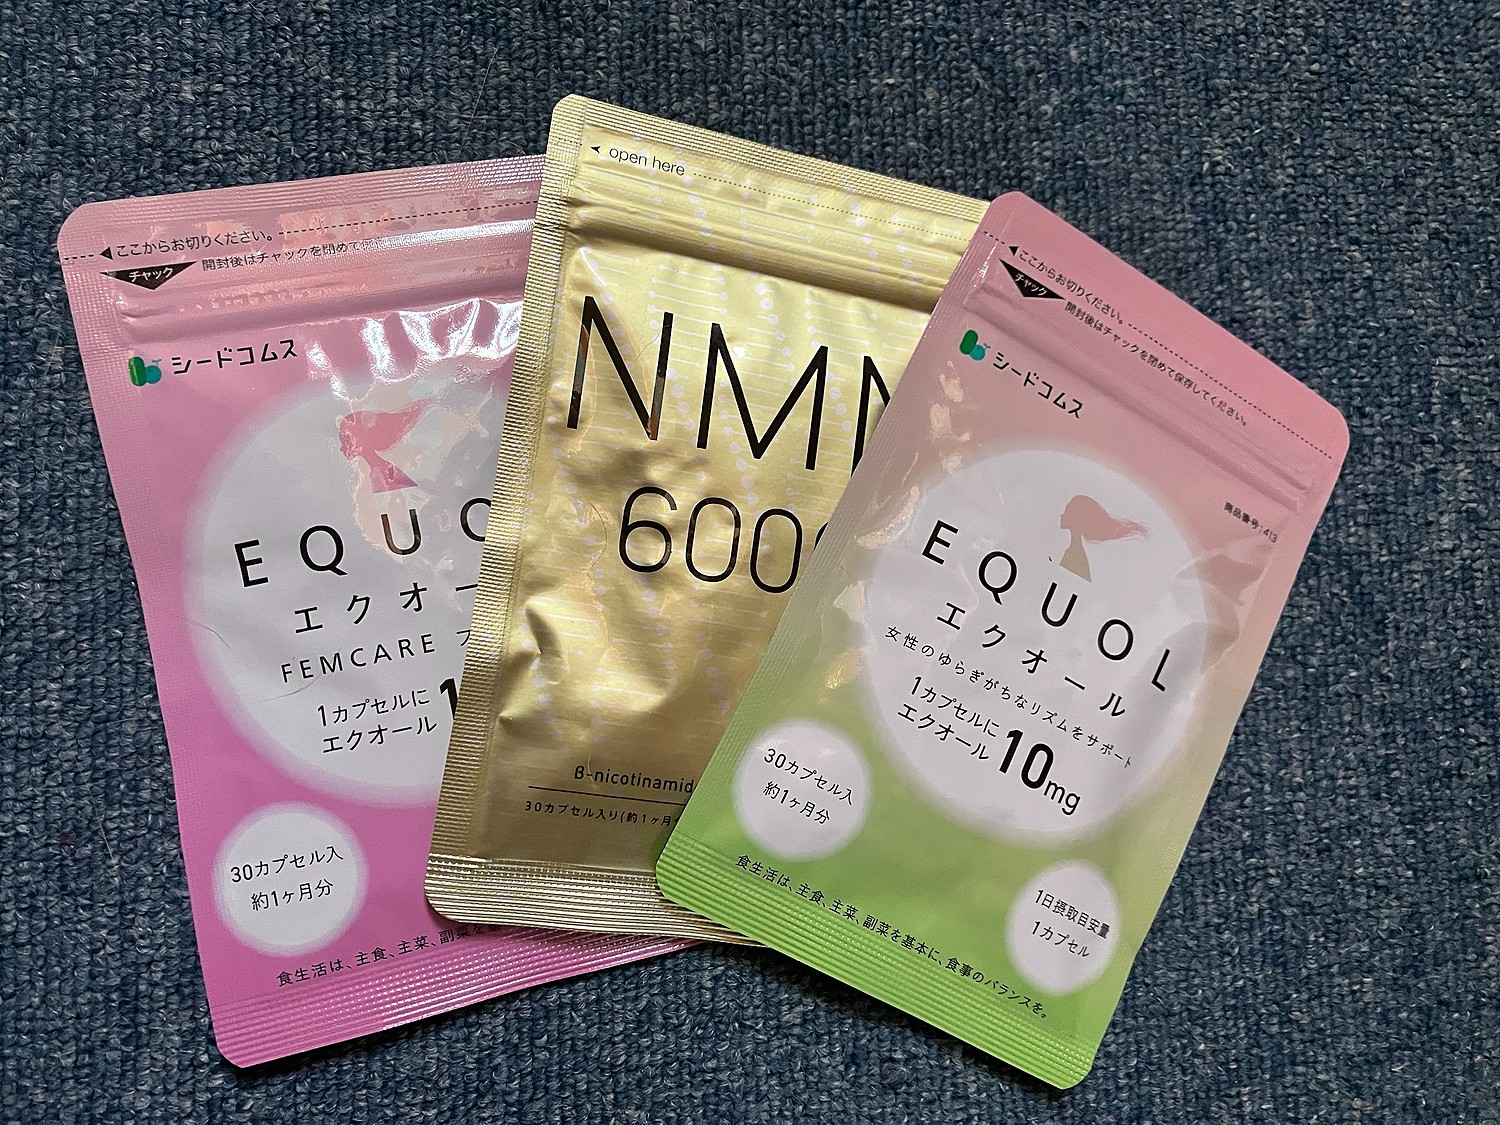 ここからお切りください。
チャック
開封後はチャックを閉めて
シードコムス
EQUO
エクオー
FEMCARE
1カプセルに
エクオール
30カプセル入
約1ヶ月分
食生活は、主食、主菜、副菜を
open here
NMN
6000
β-nicotinamid
30カプセル入り(約1ヶ月
ここからお切りください。
チャック
開封後はチャックを閉めて保存してください。
シードコムス
商品番号:413
EQUOL
エクオール
女性のゆらぎがちなリズムをサポート
1カプセルに
エクオール 10mg
30カプセル入
約1ヶ月分
1日摂取目安量
1カプセル
食生活は、主食、主菜、副菜を基本に、食事のバランスを。